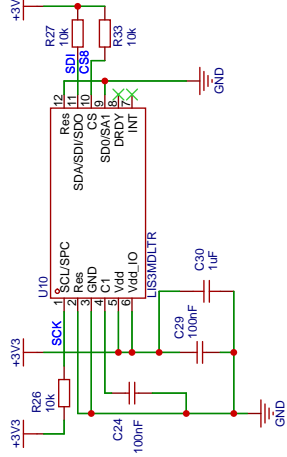 +3V3
R27
10k
R33
10k
SDI
CS8
GND
12
11
10
9
8
7
Res
SDA/SDI/SDO
CS
SD0/SA1
DRDY
INT
U10
LIS3MDLTR
SCL/SPC
Res
GND
C1
Vdd
Vdd_IO
1
2
3
4
5
6
SCK
C30
1uF
C29
100nF
+3V3
R26
10k
C24
100nF
+3V3
GND